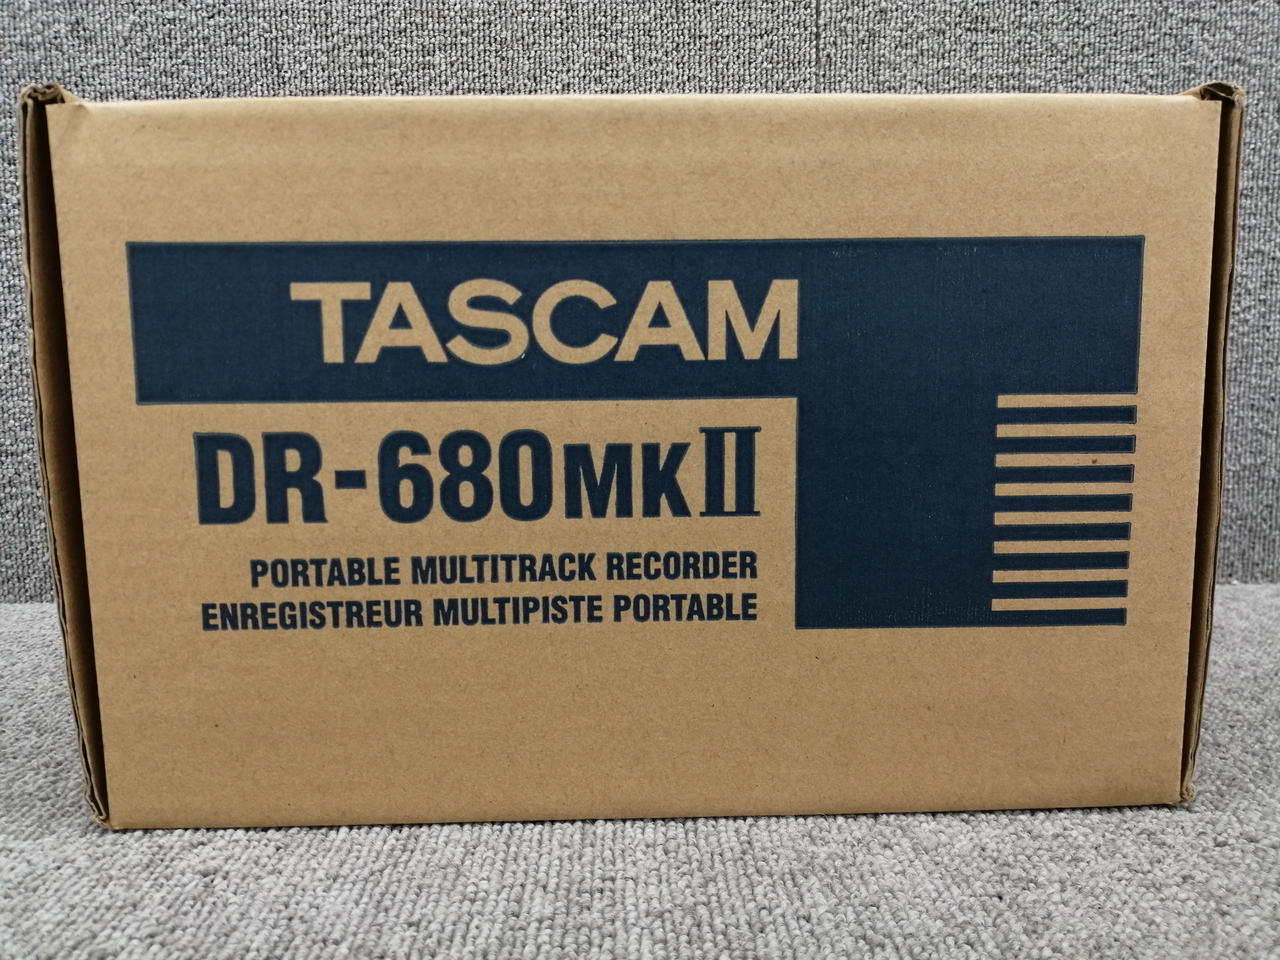 TASCAM
DR-680MKII
PORTABLE MULTITRACK RECORDER
ENREGISTREUR MULTIPISTE PORTABLE